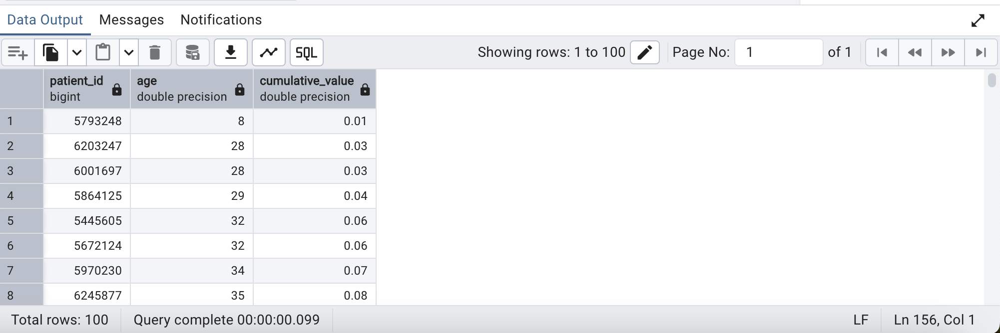 Data Output Messages Notifications
SQL Showing rows: 1 to 100 Page No: 1 of 1
patient_id age cumulative_value
bigint double precision double precision
1 5793248 8 0.01
2 6203247 28 0.03
3 6001697 28 0.03
4 5864125 29 0.04
5 5445605 32 0.06
6 5672124 32 0.06
7 5970230 34 0.07
8 6245877 35 0.08
Total rows: 100 Query complete 00:00:00.099 LF Ln 156, Col 1